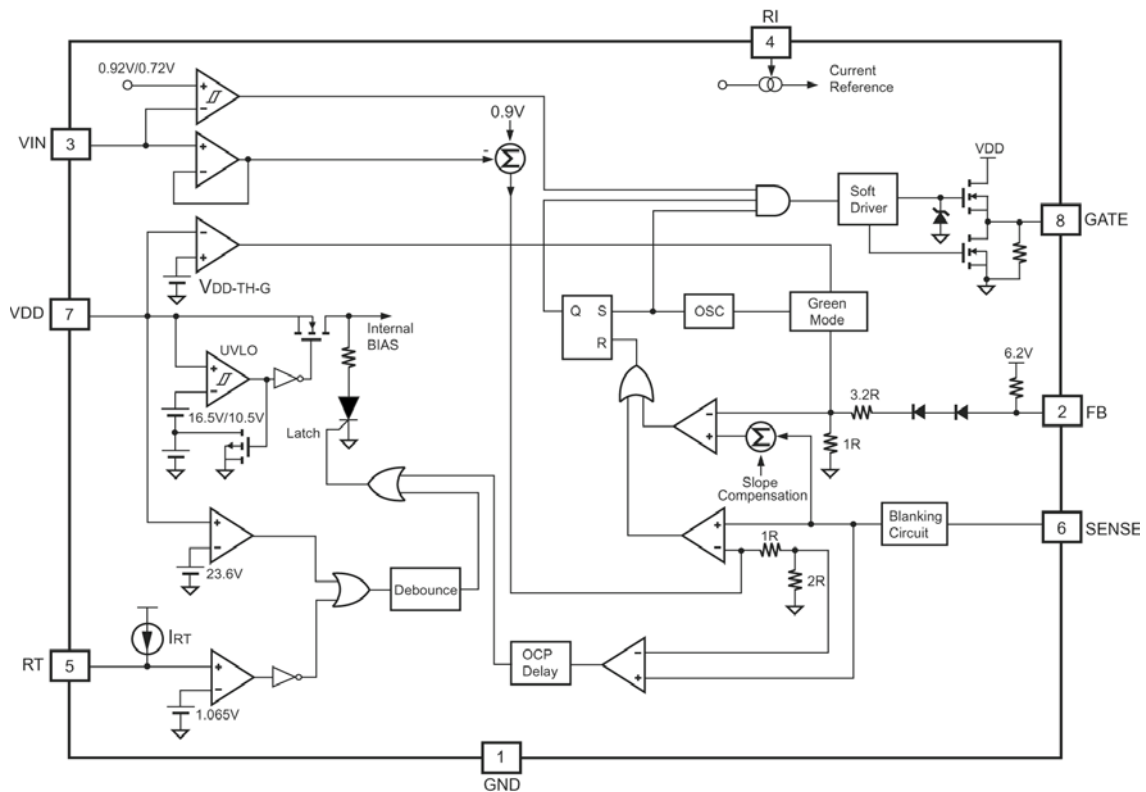 RI
4
0.92V/0.72V
Current
Reference
0.9V
VIN
3
-
Σ
VDD
Soft
Driver
8
GATE
VDD-TH-G
VDD
7
Internal
BIAS
Q
S
R
OSC
Green
Mode
UVLO
6.2V
16.5V/10.5V
3.2R
2
FB
1R
Latch
Σ
Slope
Compensation
Blanking
Circuit
6
SENSE
1R
2R
23.6V
Debounce
IRT
RT
5
OCP
Delay
1.065V
1
GND